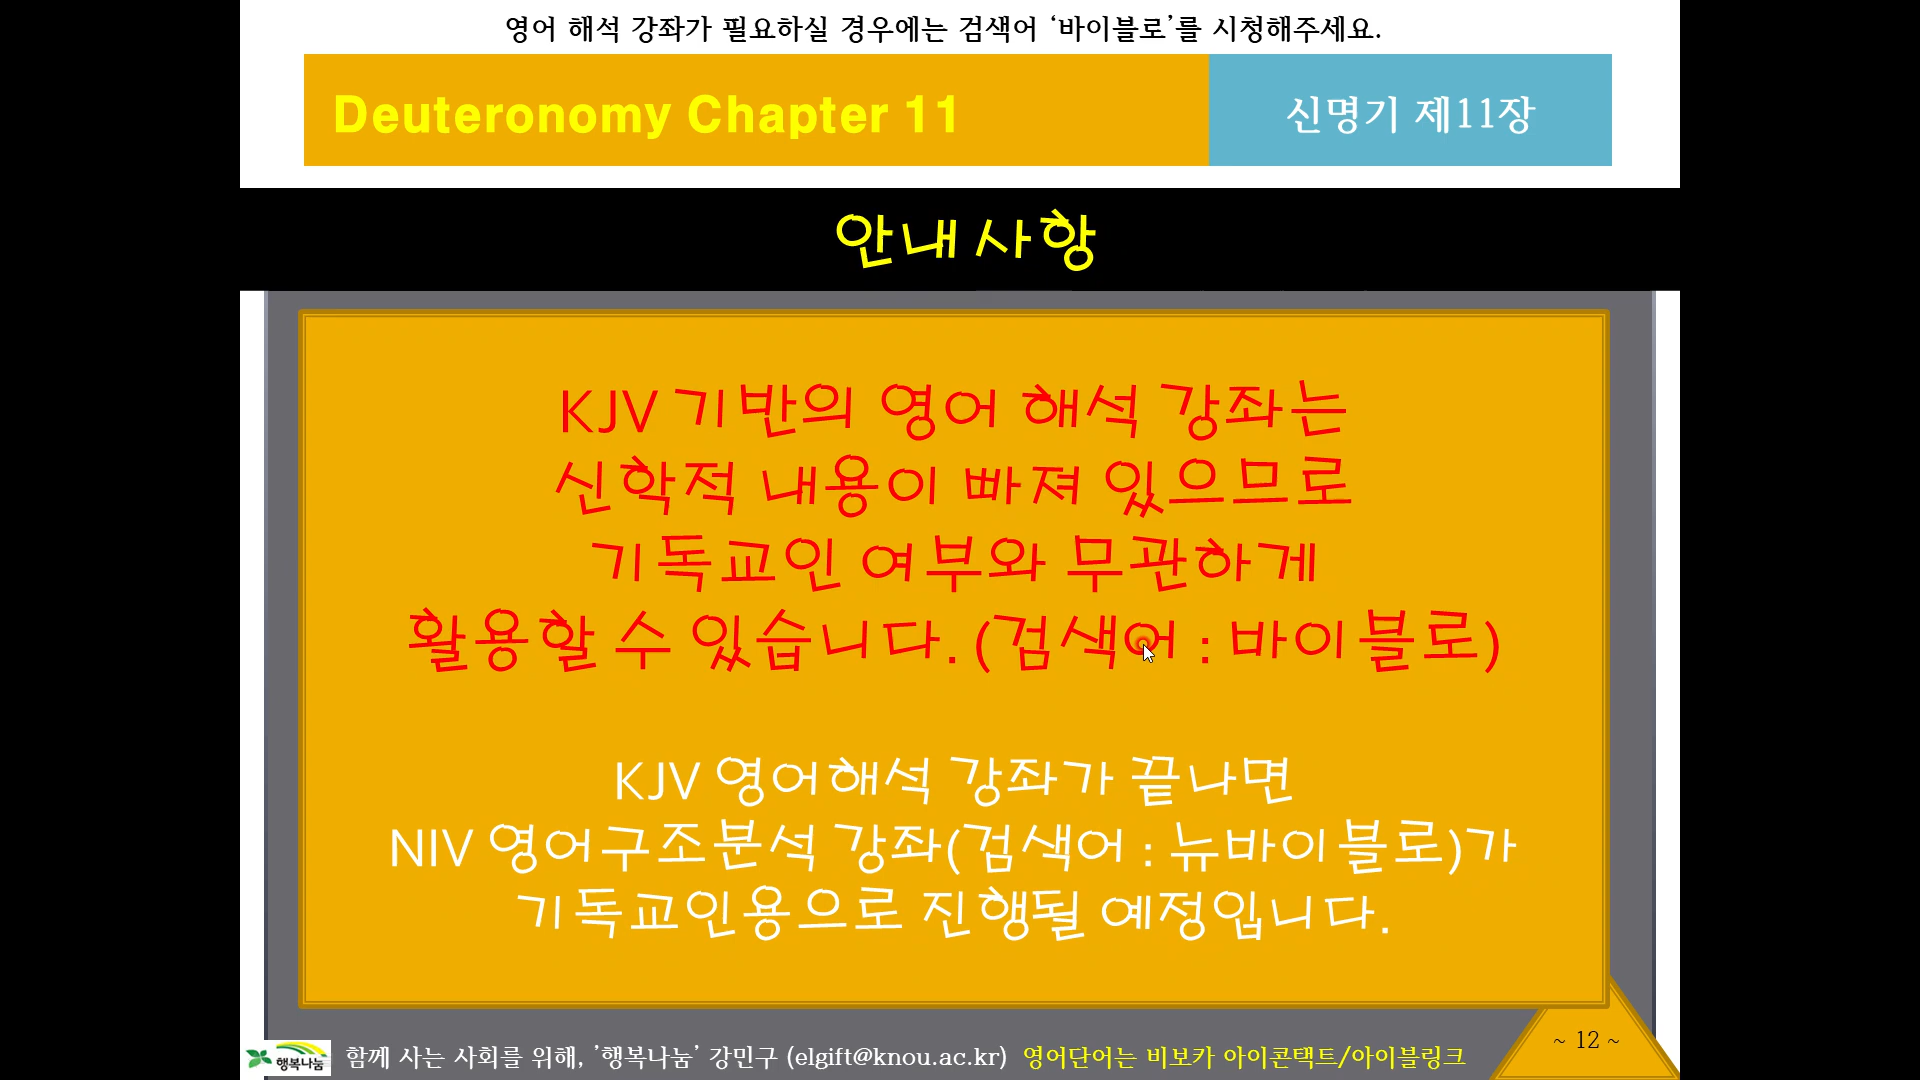 영어 해석 강좌가 필요하실 경우에는 검색어 ‘바이블로’를 시청해주세요.
Deuteronomy Chapter 11
신명기 제11장
안내사항
KJV 기반의 영어 해석 강좌는
신학적 내용이 빠져 있으므로
기독교인 여부와 무관하게
활용할 수 있습니다. (검색어 : 바이블로)
KJV 영어해석 강좌가 끝나면
NIV 영어구조분석 강좌(검색어 : 뉴바이블로)가
기독교인용으로 진행될 예정입니다.
~ 12 ~
행복나눔
함께 사는 사회를 위해, ’행복나눔’ 강민구 (elgift@knou.ac.kr) 영어단어는 비보카 아이콘택트/아이블링크